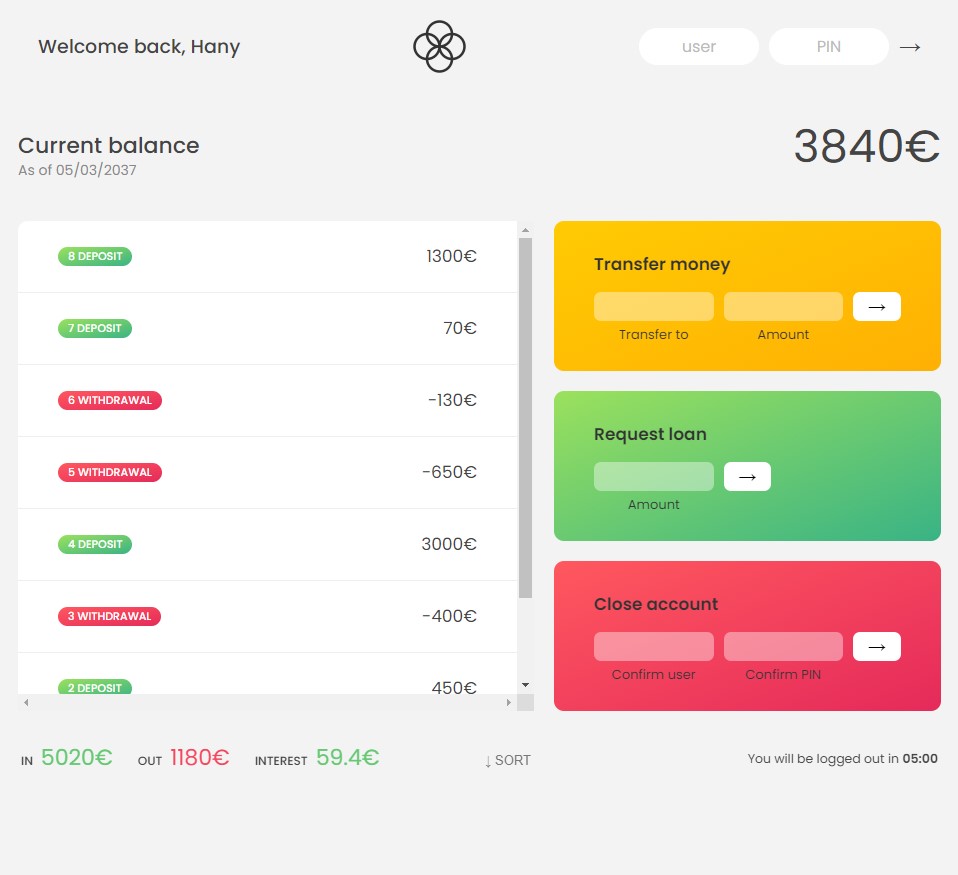 Welcome back, Hany
user
PIN
→
Current balance
As of 05/03/2037
3840€
8 DEPOSIT 1300€
7 DEPOSIT 70€
6 WITHDRAWAL -130€
5 WITHDRAWAL -650€
4 DEPOSIT 3000€
3 WITHDRAWAL -400€
2 DEPOSIT 450€
Transfer money
→
Transfer to Amount
Request loan
→
Amount
Close account
→
Confirm user Confirm PIN
IN 5020€ OUT 1180€ INTEREST 59.4€ ↓ SORT
You will be logged out in 05:00